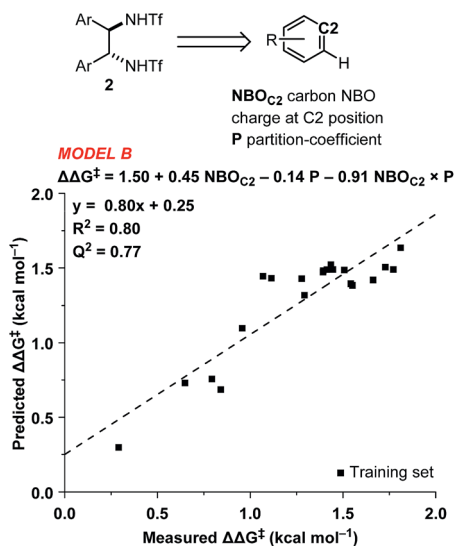 Ar NHTf
Ar NHTf
2
R C2 H
NBO_C2 carbon NBO
charge at C2 position
P partition-coefficient
MODEL B
ΔΔG‡ = 1.50 + 0.45 NBO_C2 – 0.14 P – 0.91 NBO_C2 × P
y = 0.80x + 0.25
R² = 0.80
Q² = 0.77
Predicted ΔΔG‡ (kcal mol⁻¹)
2.0
1.5
1.0
0.5
0.0
Training set
0.0 0.5 1.0 1.5 2.0
Measured ΔΔG‡ (kcal mol⁻¹)